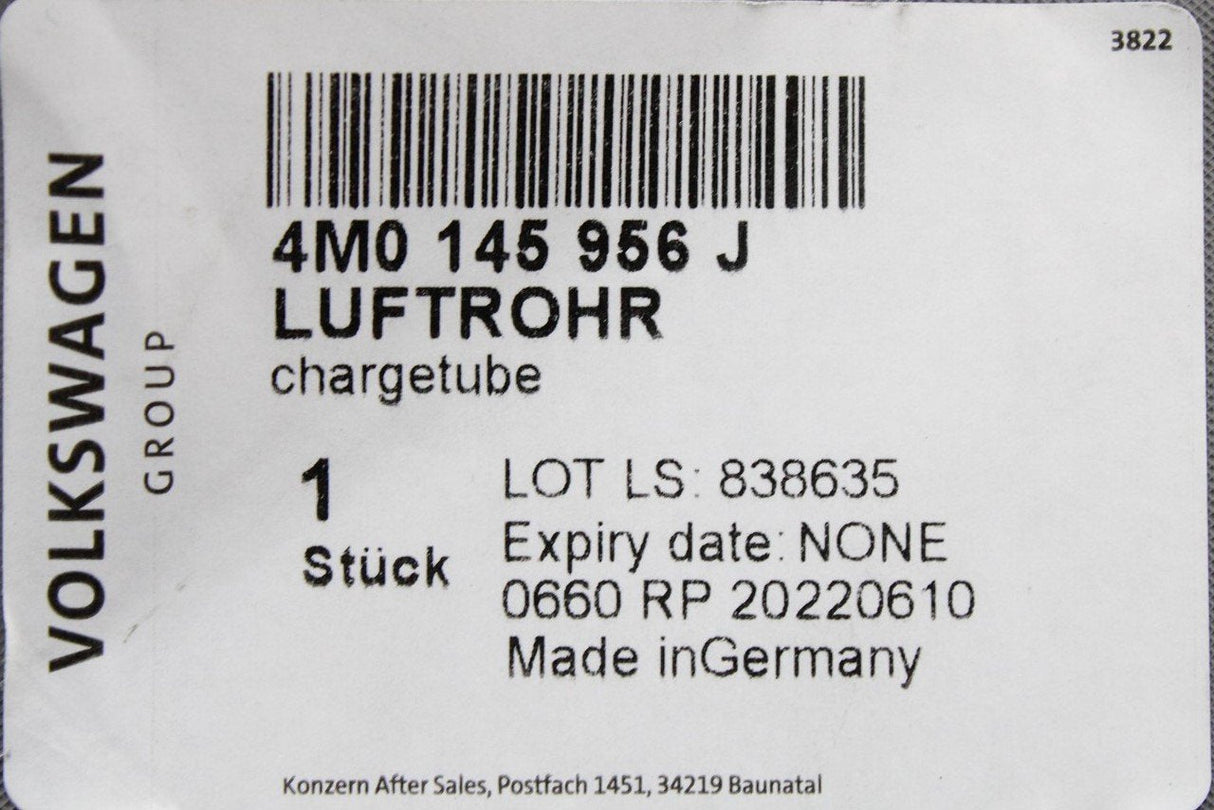 3822
VOLKSWAGEN
GROUP
4M0 145 956 J
LUFTROHR
chargetube
1
Stück
LOT LS: 838635
Expiry date: NONE
0660 RP 20220610
Made inGermany
Konzern After Sales, Postfach 1451, 34219 Baunatal